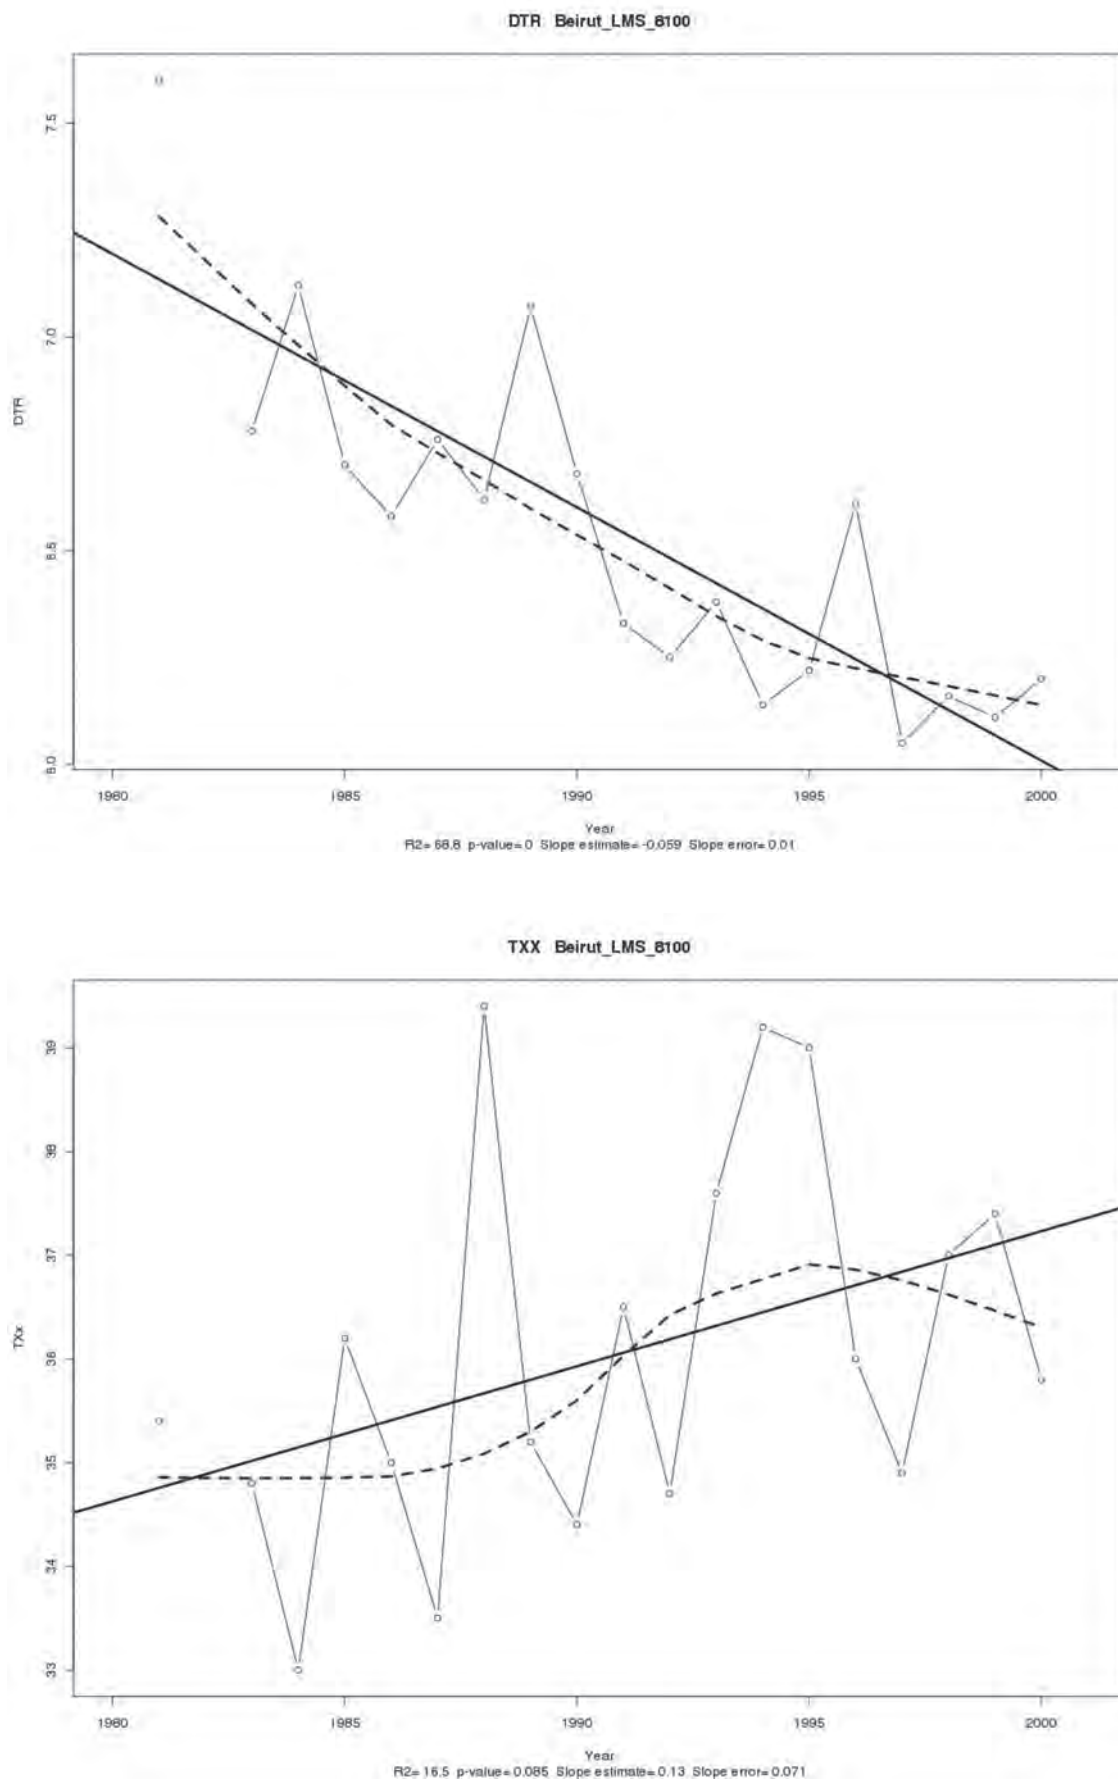 DTR Beirut_LMS_8100
7.5
7.0
6.5
6.0
DTR
1980 1985 1990 1995 2000
Year
R2= 68.8 p-value= 0 Slope estimate= -0.059 Slope error= 0.01
TXX Beirut_LMS_8100
39
38
37
36
35
34
33
TXx
1980 1985 1990 1995 2000
Year
R2= 16.5 p-value= 0.085 Slope estimate= 0.13 Slope error= 0.071